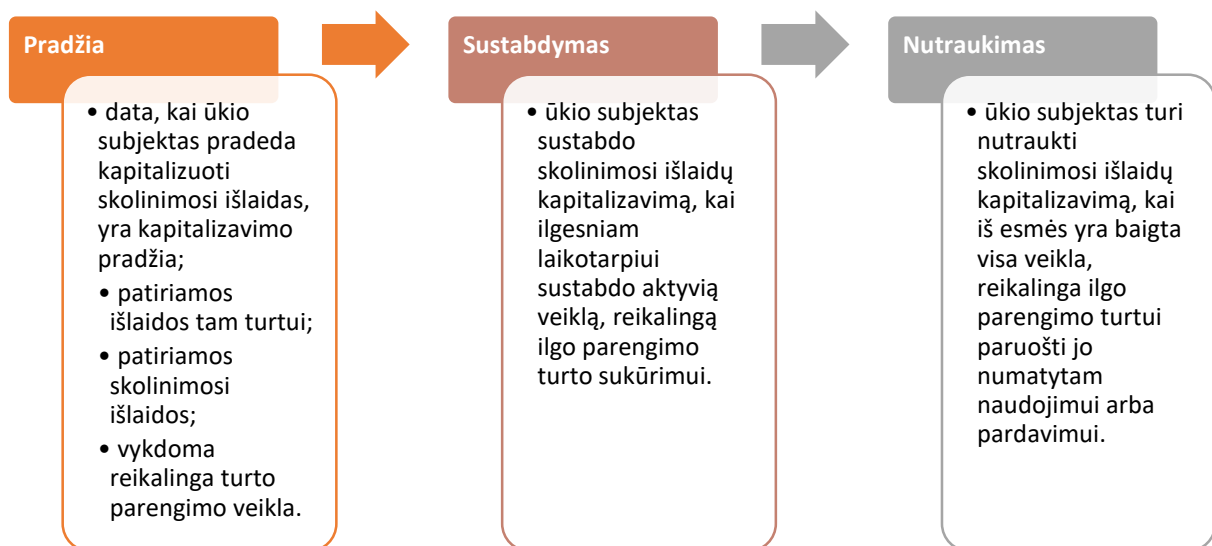 Pradžia
• data, kai ūkio
subjektas pradeda
kapitalizuoti
skolinimosi išlaidas,
yra kapitalizavimo
pradžia;
• patiriamos
išlaidos tam turtui;
• patiriamos
skolinimosi
išlaidos;
• vykdoma
reikalinga turto
parengimo veikla.
Sustabdymas
• ūkio subjektas
sustabdo
skolinimosi išlaidų
kapitalizavimą, kai
ilgesniam
laikotarpiui
sustabdo aktyvią
veiklą, reikalingą
ilgo parengimo
turto sukūrimui.
Nutraukimas
• ūkio subjektas turi
nutraukti
skolinimosi išlaidų
kapitalizavimą, kai
iš esmės yra baigta
visa veikla,
reikalinga ilgo
parengimo turtui
paruošti jo
numatytam
naudojimui arba
pardavimui.